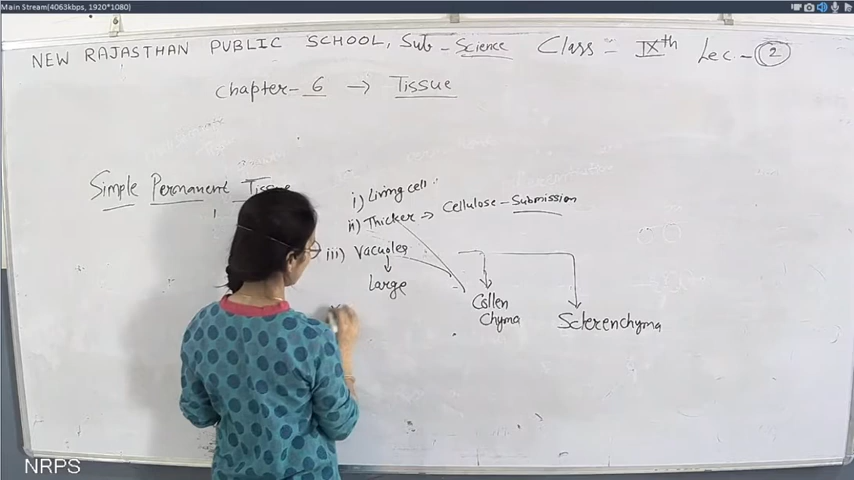 Main Stream(4063kbps, 1920*1080)
NEW RAJASTHAN PUBLIC SCHOOL, Sub - Science Class = IXth Lec - 2
Chapter - 6 → Tissue
Simple Permanent Tissue
i) Living cell
ii) Thicker → Cellulose - Submission
iii) Vacuoles
Large
Collen
Chyma
Sclerenchyma
NRPS